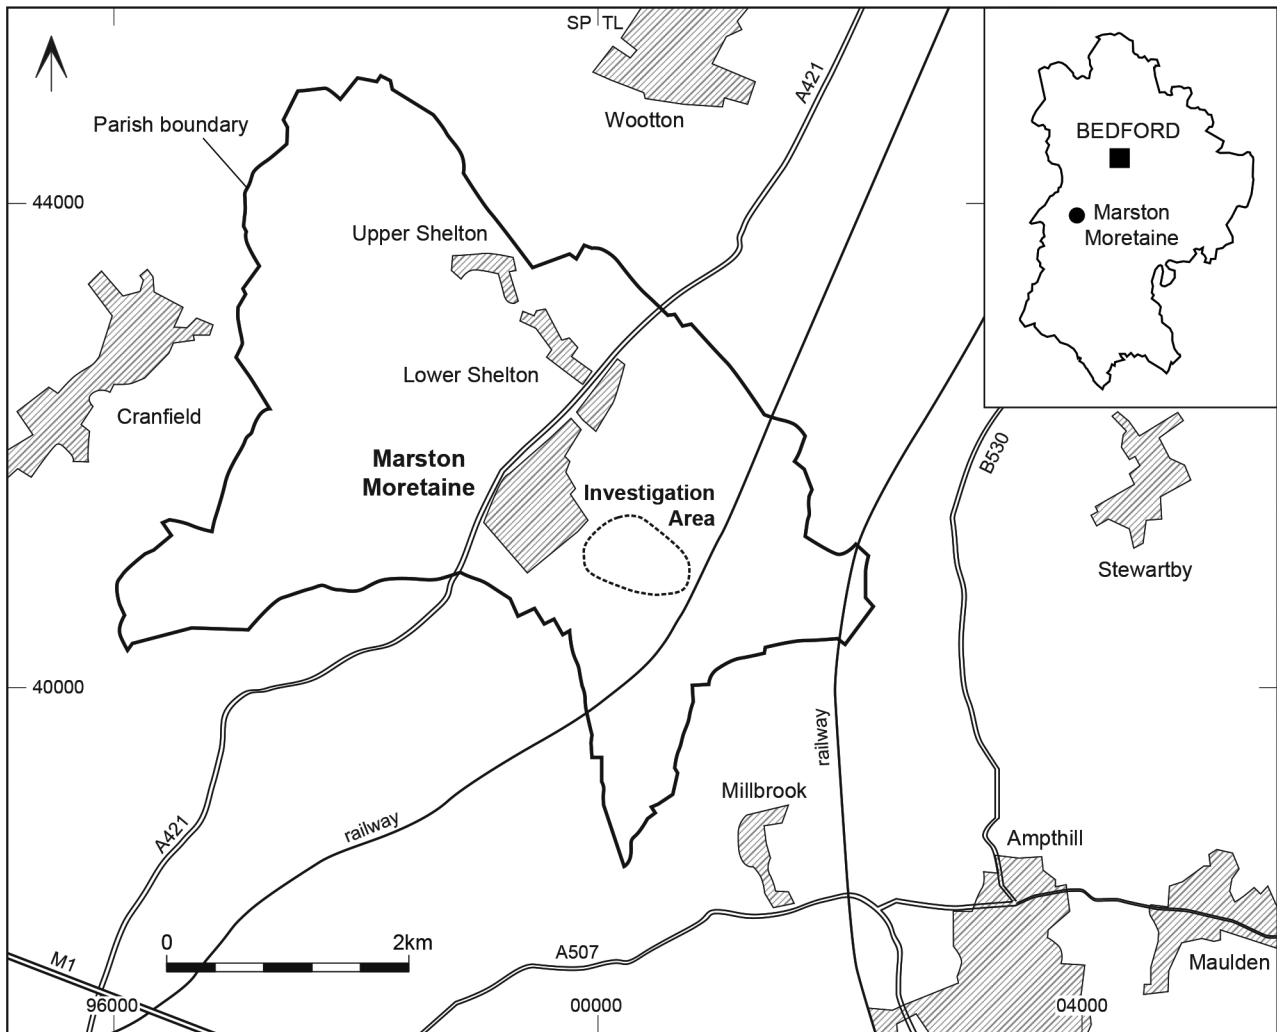 SP TL
Wootton
A421
Parish boundary
BEDFORD
Marston
Moretaine
44000
Upper Shelton
Lower Shelton
Cranfield
B530
Marston
Moretaine
Investigation
Area
Stewartby
40000
railway
Millbrook
railway
A421
Ampthill
0 2km
A507
M1
Maulden
96000
00000
04000